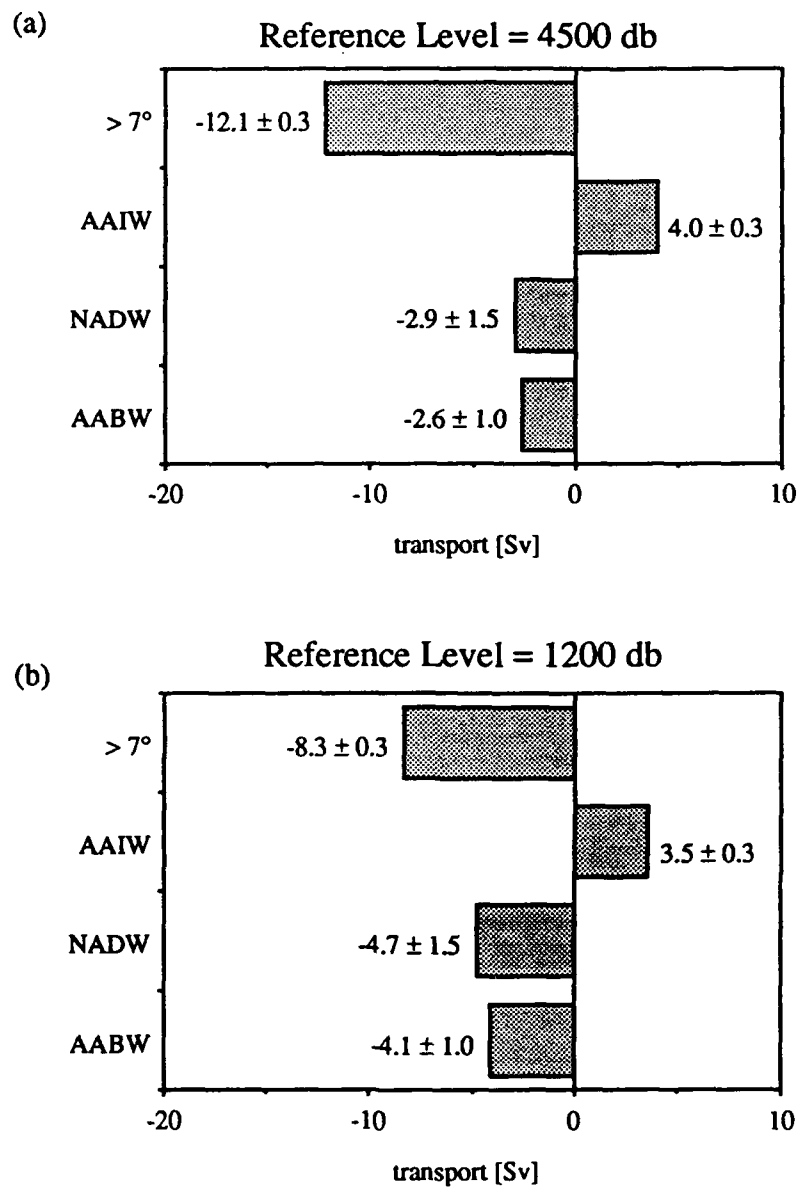 (a)
Reference Level = 4500 db
> 7° -12.1 ± 0.3
AAIW 4.0 ± 0.3
NADW -2.9 ± 1.5
AABW -2.6 ± 1.0
-20 -10 0 10
transport [Sv]
(b)
Reference Level = 1200 db
> 7° -8.3 ± 0.3
AAIW 3.5 ± 0.3
NADW -4.7 ± 1.5
AABW -4.1 ± 1.0
-20 -10 0 10
transport [Sv]